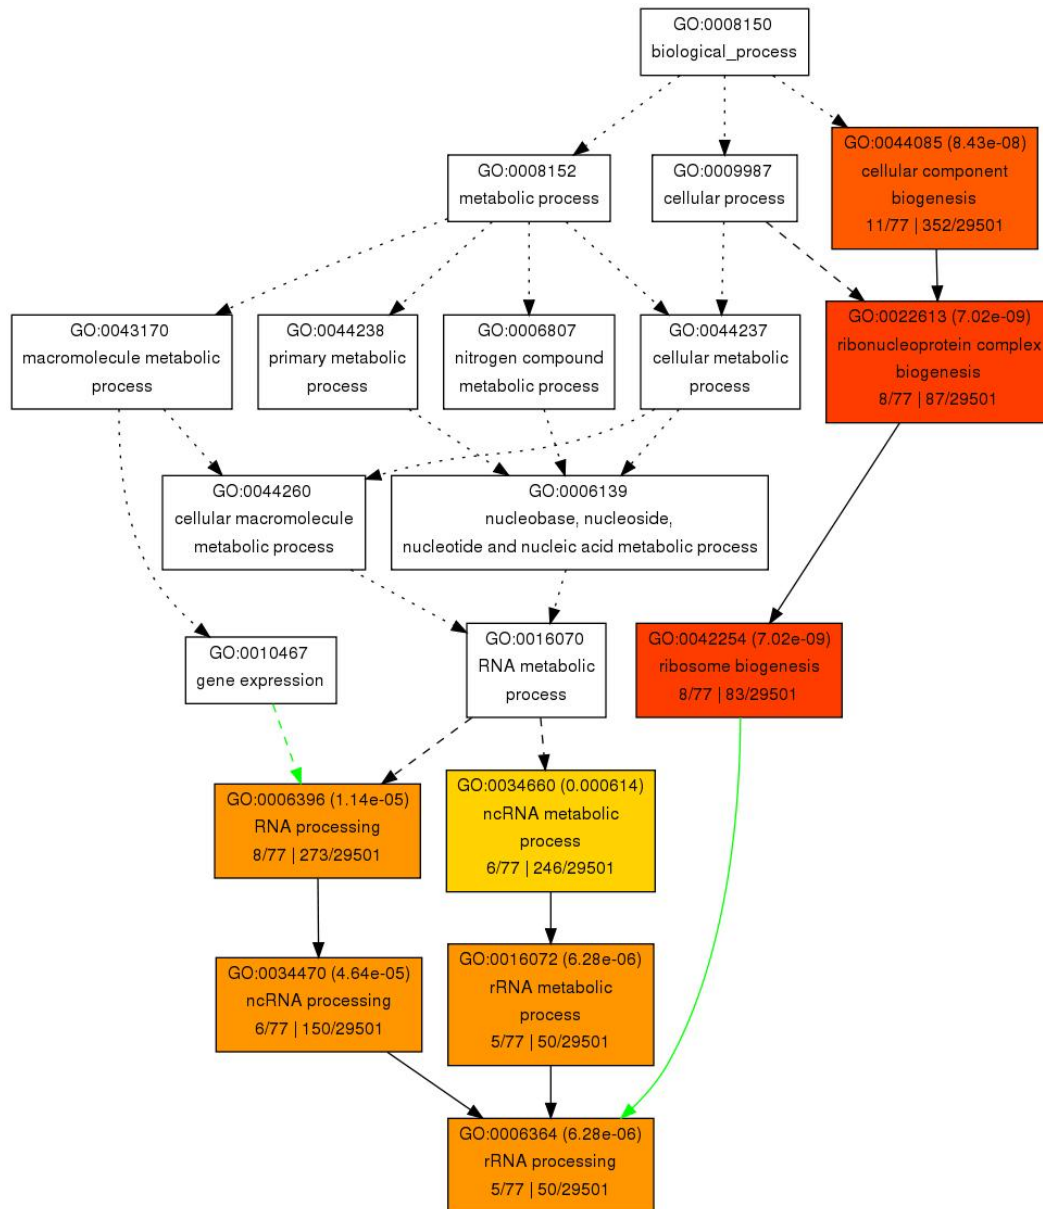 GO:0008150
biological_process
GO:0044085 (8.43e-08)
cellular component
biogenesis
11/77 | 352/29501
GO:0008152
metabolic process
GO:0009987
cellular process
GO:0022613 (7.02e-09)
ribonucleoprotein complex
biogenesis
8/77 | 87/29501
GO:0043170
macromolecule metabolic
process
GO:0044238
primary metabolic
process
GO:0006807
nitrogen compound
metabolic process
GO:0044237
cellular metabolic
process
GO:0044260
cellular macromolecule
metabolic process
GO:0006139
nucleobase, nucleoside,
nucleotide and nucleic acid metabolic process
GO:0010467
gene expression
GO:0016070
RNA metabolic
process
GO:0042254 (7.02e-09)
ribosome biogenesis
8/77 | 83/29501
GO:0006396 (1.14e-05)
RNA processing
8/77 | 273/29501
GO:0034660 (0.000614)
ncRNA metabolic
process
6/77 | 246/29501
GO:0034470 (4.64e-05)
ncRNA processing
6/77 | 150/29501
GO:0016072 (6.28e-06)
rRNA metabolic
process
5/77 | 50/29501
GO:0006364 (6.28e-06)
rRNA processing
5/77 | 50/29501